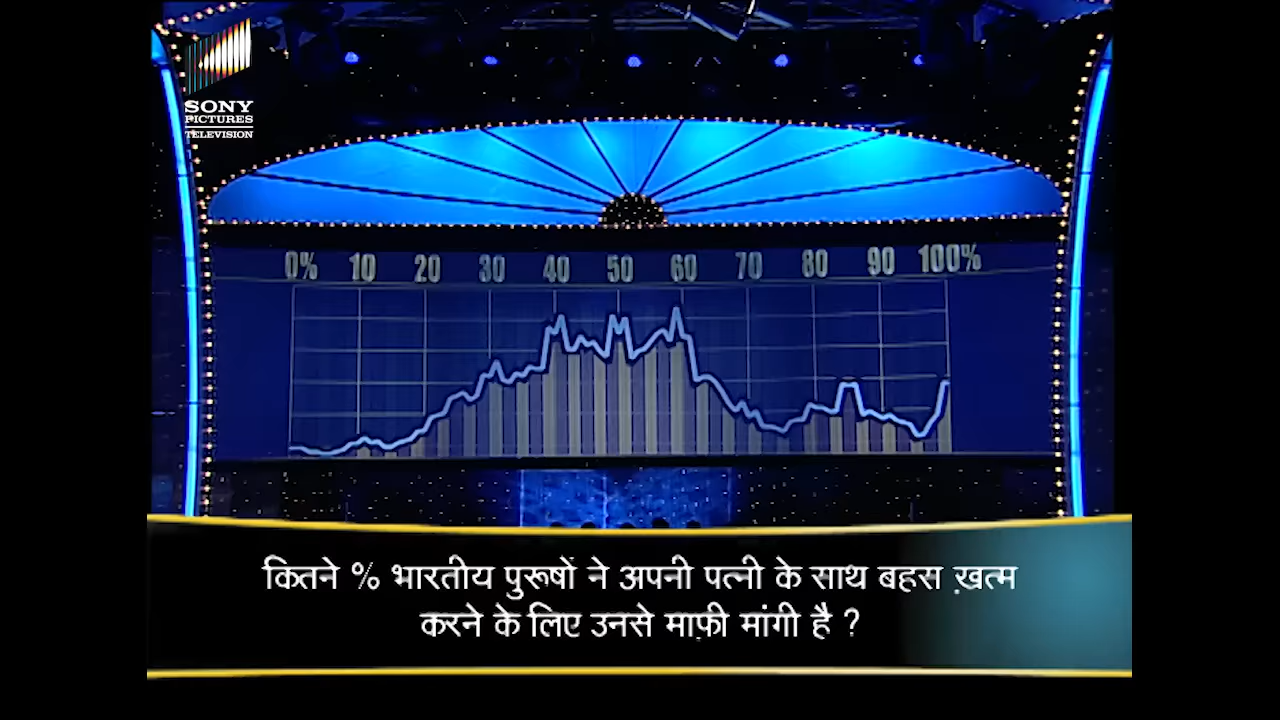 SONY
PICTURES
TELEVISION
0% 10 20 30 40 50 60 70 80 90 100%
कितने % भारतीय पुरूषों ने अपनी पत्नी के साथ बहस ख़त्म
करने के लिए उनसे माफ़ी मांगी है ?